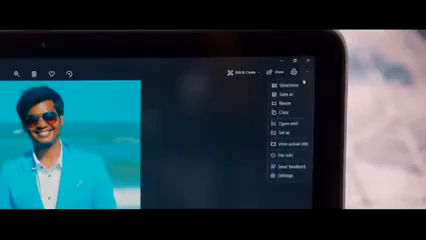 Edit & Create
Share
Slideshow
Save as
Resize
Copy
Open with
Set as
View actual size
File info
Send feedback
Settings